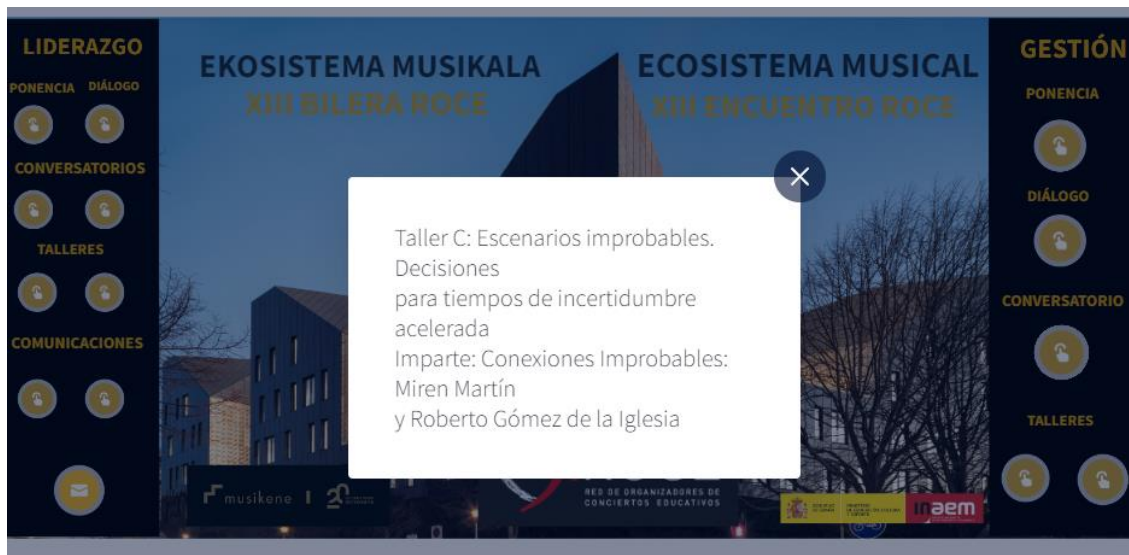 LIDERAZGO
PONENCIA DIÁLOGO
CONVERSATORIOS
TALLERES
COMUNICACIONES
EKOSISTEMA MUSIKALA
XIII BILERA ROCE
ECOSISTEMA MUSICAL
XIII ENCUENTRO ROCE
Taller C: Escenarios improbables.
Decisiones
para tiempos de incertidumbre
acelerada
Imparte: Conexiones Improbables:
Miren Martín
y Roberto Gómez de la Iglesia
musikene
20
RED DE ORGANIZADORES DE
CONCIERTOS EDUCATIVOS
inaem
GESTIÓN
PONENCIA
DIÁLOGO
CONVERSATORIO
TALLERES